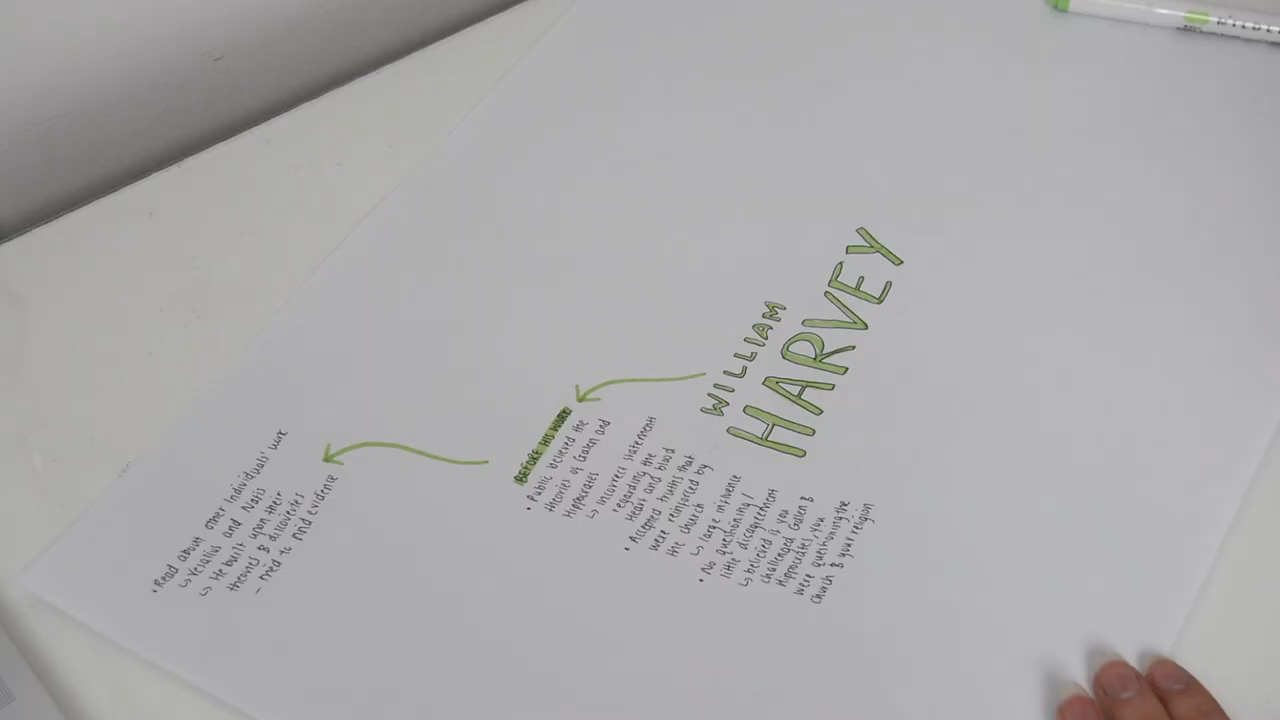 WILLIAM
HARVEY
BEFORE HIS WORK
• Public believed the
theories of Galen and
Hippocrates
↳ Incorrect statements
regarding the
Heart and blood
• Accepted truths that
were reinforced by
the church
↳ large influence
• No questioning /
little disagreement
↳ believed if you
challenged Galen &
Hippocrates, you
were questioning the
Church & your religion
• Read about other individuals' work
↳ Vesalius and Nafis
↳ He built upon their
theories & discoveries
- tried to find evidence